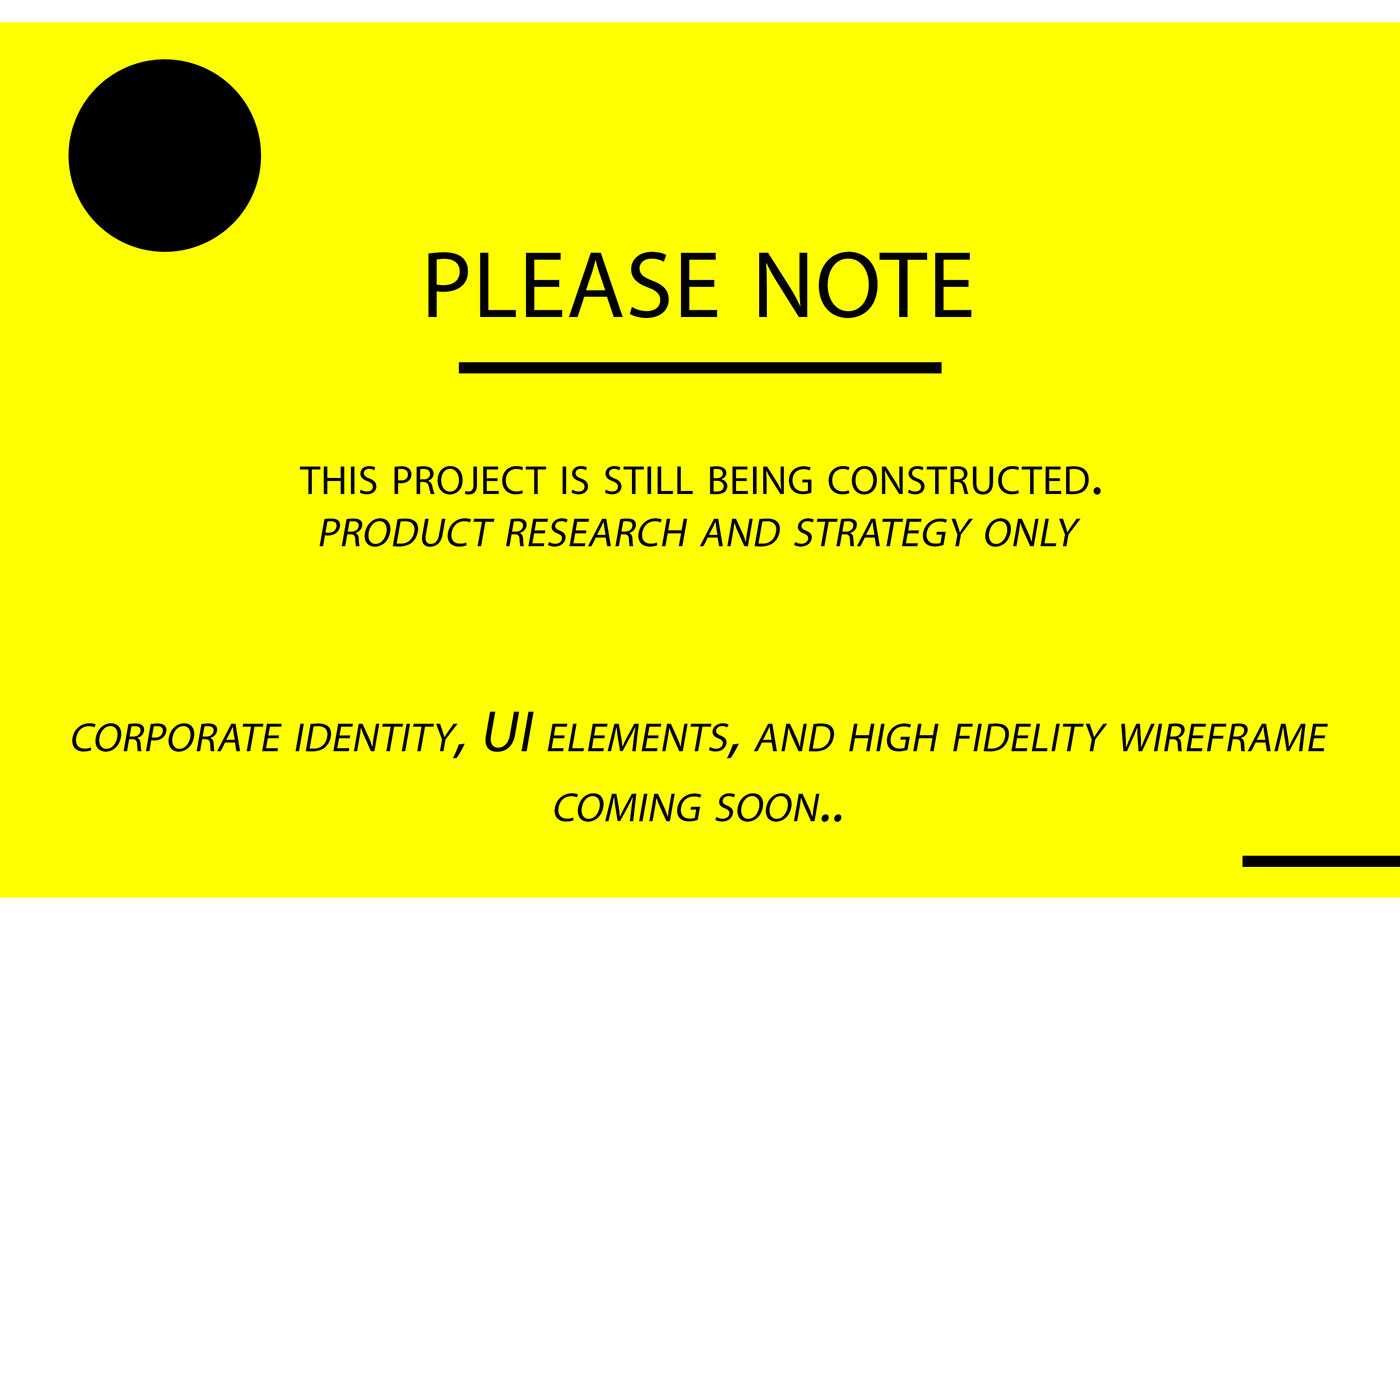 PLEASE NOTE
THIS PROJECT IS STILL BEING CONSTRUCTED.
PRODUCT RESEARCH AND STRATEGY ONLY
CORPORATE IDENTITY, UI ELEMENTS, AND HIGH FIDELITY WIREFRAME
COMING SOON..